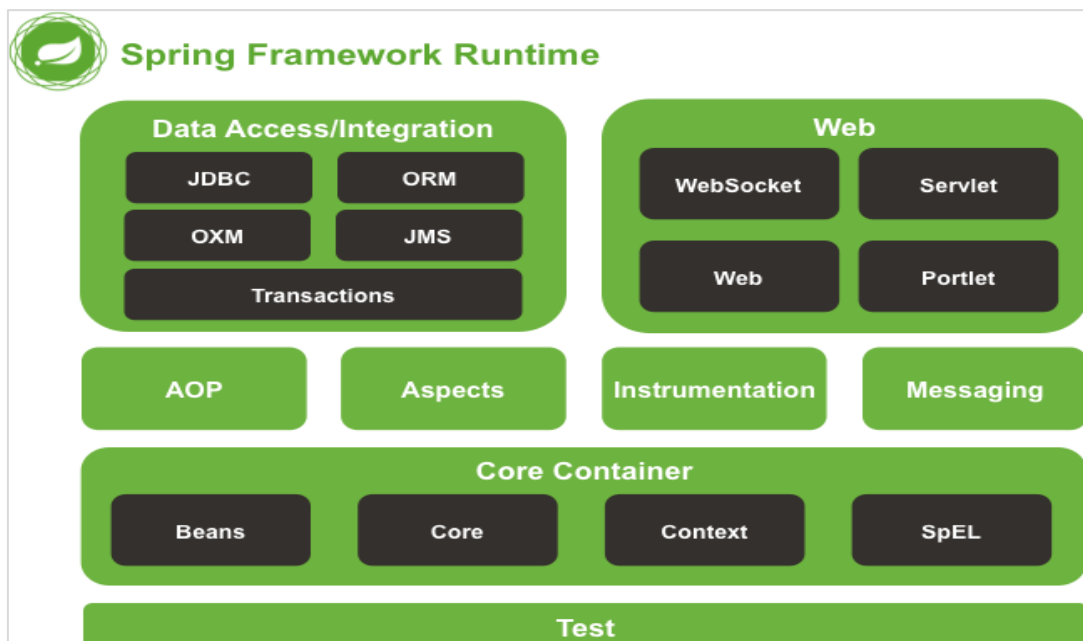 Spring Framework Runtime
Data Access/Integration
JDBC
ORM
OXM
JMS
Transactions
Web
WebSocket
Servlet
Web
Portlet
AOP
Aspects
Instrumentation
Messaging
Core Container
Beans
Core
Context
SpEL
Test